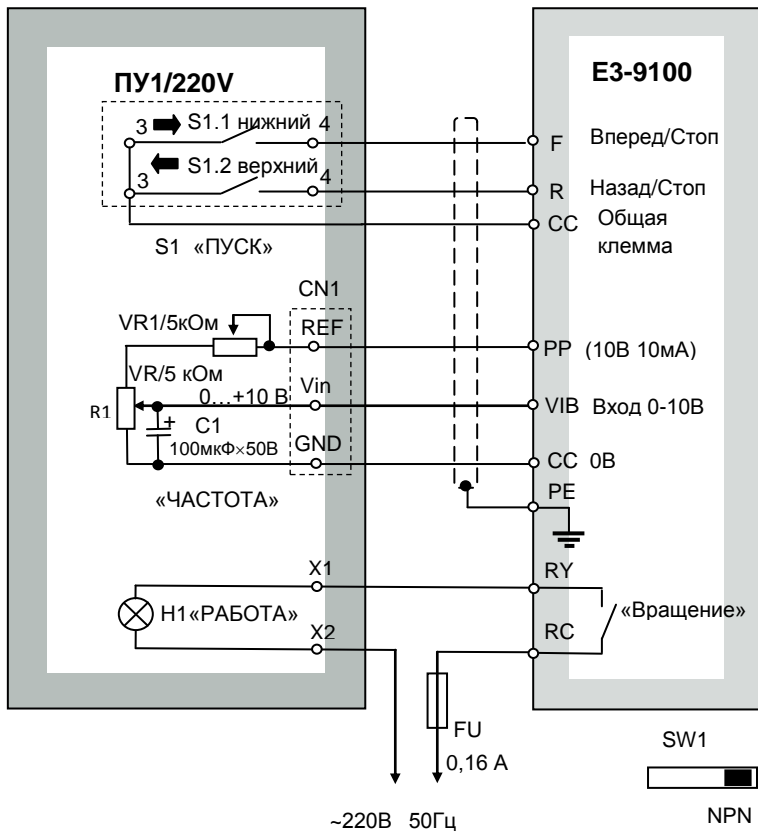 ПУ1/220V
E3-9100
3 S1.1 нижний 4
F Вперед/Стоп
3 S1.2 верхний 4
R Назад/Стоп
S1 «ПУСК»
CC Общая
клемма
CN1
VR1/5кОм
REF
PP (10В 10мА)
VR/5 кОм
R1
0...+10 В
Vin
VIB Вход 0-10В
+
C1
100мкФ×50В
GND
CC 0В
«ЧАСТОТА»
PE
X1
RY
H1«РАБОТА»
«Вращение»
X2
RC
FU
0,16 А
SW1
~220В 50Гц
NPN